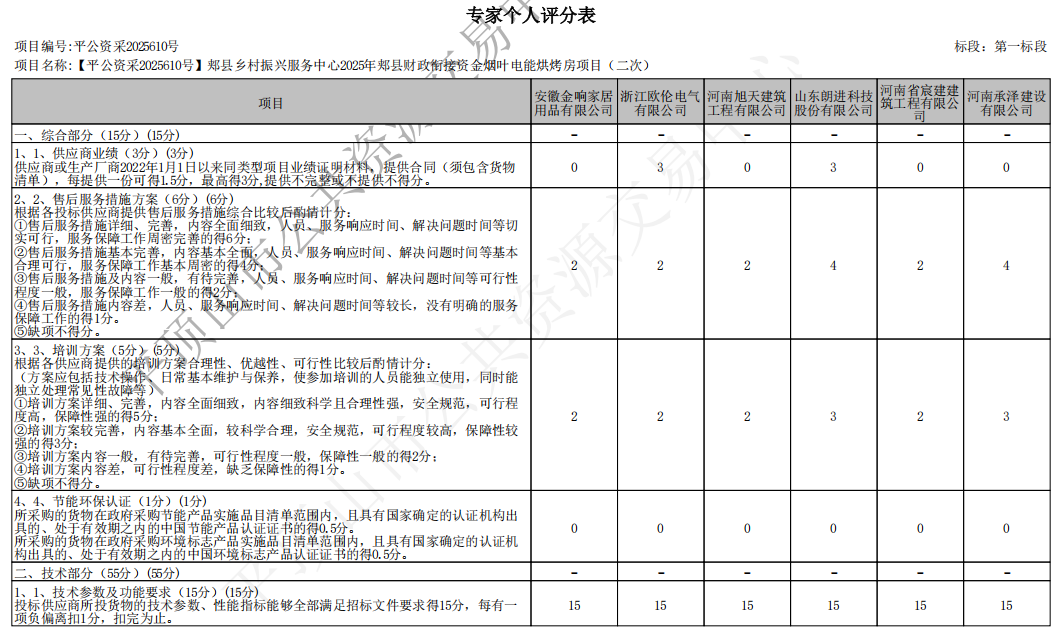 专家个人评分表
项目编号:平公资采2025610号
标段：第一标段
项目名称:【平公资采2025610号】郏县乡村振兴服务中心2025年郏县财政衔接资金烟叶电能烘烤房项目（二次）
项目
安徽金响家居用品有限公司
浙江欧伦电气有限公司
河南旭天建筑工程有限公司
山东朗进科技股份有限公司
河南省宸建建筑工程有限公司
河南承泽建设有限公司
一、综合部分（15分）(15分)
－ － － － － －
1、1、供应商业绩（3分）(3分)
供应商或生产厂商2022年1月1日以来同类型项目业绩证明材料，提供合同（须包含货物
清单），每提供一份可得1.5分，最高得3分,提供不完整或不提供不得分。
0 3 0 3 0 0
2、2、售后服务措施方案（6分）(6分)
根据各投标供应商提供售后服务措施综合比较后酌情计分：
①售后服务措施详细、完善，内容全面细致，人员、服务响应时间、解决问题时间等切
实可行，服务保障工作周密完善的得6分；
②售后服务措施基本完善，内容基本全面，人员、服务响应时间、解决问题时间等基本
合理可行，服务保障工作基本周密的得4分；
③售后服务措施及内容一般，有待完善，人员、服务响应时间、解决问题时间等可行性
程度一般，服务保障工作一般的得2分；
④售后服务措施内容差，人员、服务响应时间、解决问题时间等较长，没有明确的服务
保障工作的得1分。
⑤缺项不得分。
2 2 2 4 2 4
3、3、培训方案（5分）(5分)
根据各供应商提供的培训方案合理性、优越性、可行性比较后酌情计分：
（方案应包括技术操作、日常基本维护与保养，使参加培训的人员能独立使用，同时能
独立处理常见性故障等）
①培训方案详细、完善，内容全面细致，内容细致科学且合理性强，安全规范，可行程
度高，保障性强的得5分；
②培训方案较完善，内容基本全面，较科学合理，安全规范，可行程度较高，保障性较
强的得3分；
③培训方案内容一般，有待完善，可行性程度一般，保障性一般的得2分；
④培训方案内容差，可行性程度差，缺乏保障性的得1分。
⑤缺项不得分。
2 2 2 3 2 3
4、4、节能环保认证（1分）(1分)
所采购的货物在政府采购节能产品实施品目清单范围内，且具有国家确定的认证机构出
具的、处于有效期之内的中国节能产品认证证书的得0.5分。
所采购的货物在政府采购环境标志产品实施品目清单范围内，且具有国家确定的认证机
构出具的、处于有效期之内的中国环境标志产品认证证书的得0.5分。
0 0 0 0 0 0
二、技术部分（55分）(55分)
－ － － － － －
1、1、技术参数及功能要求（15分）(15分)
投标供应商所投货物的技术参数、性能指标能够全部满足招标文件要求得15分，每有一
项负偏离扣1分，扣完为止。
15 15 15 15 15 15
平顶山市公共资源交易中
平顶山市公共资源交易中心